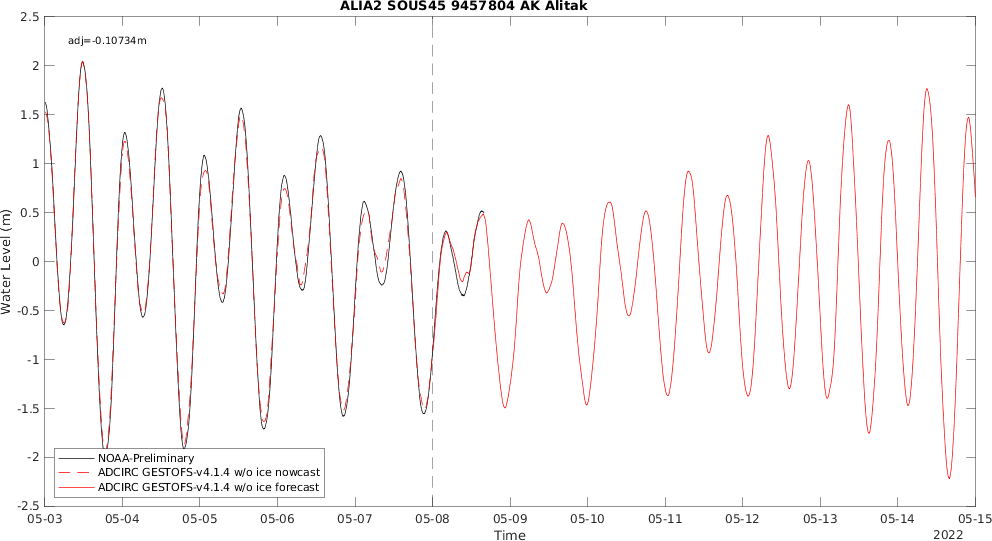 ALIA2 SOUS45 9457804 AK Alitak
adj=-0.10734m
2.5
2
1.5
1
0.5
0
-0.5
-1
-1.5
-2
-2.5
Water Level (m)
NOAA-Preliminary
ADCIRC GESTOFS-v4.1.4 w/o ice nowcast
ADCIRC GESTOFS-v4.1.4 w/o ice forecast
05-03 05-04 05-05 05-06 05-07 05-08 05-09 05-10 05-11 05-12 05-13 05-14 05-15
Time
2022